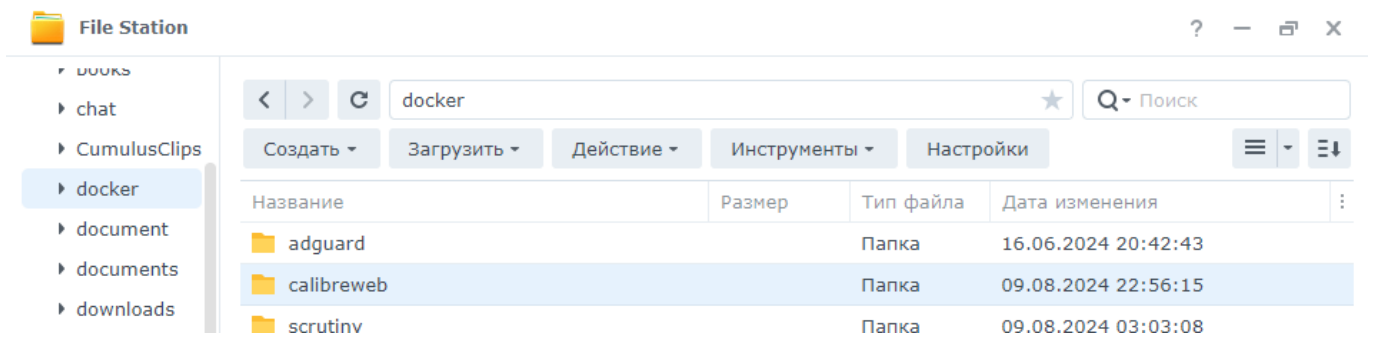 File Station
books
chat
CumulusClips
docker
document
documents
downloads
docker
Поиск
Создать
Загрузить
Действие
Инструменты
Настройки
Название Размер Тип файла Дата изменения
adguard Папка 16.06.2024 20:42:43
calibreweb Папка 09.08.2024 22:56:15
scrutiny Папка 09.08.2024 03:03:08